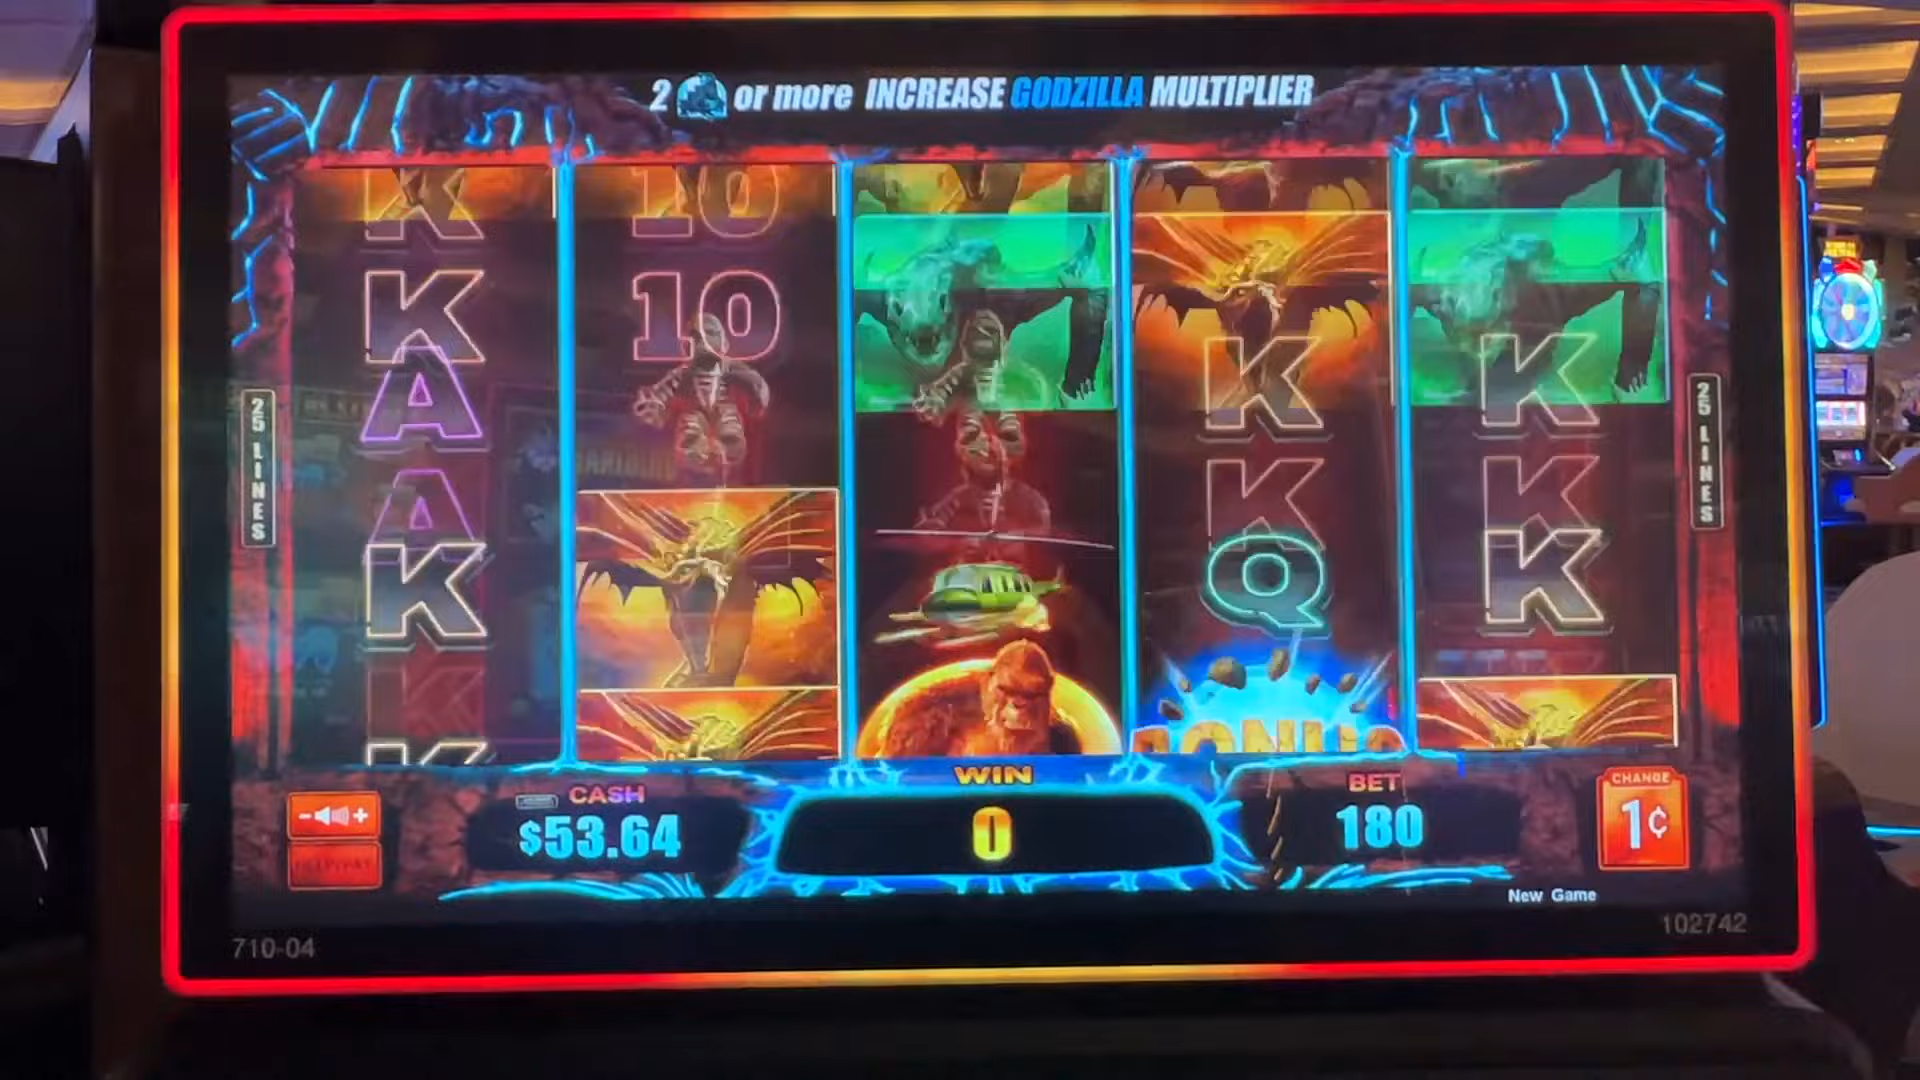 2 or more INCREASE GODZILLA MULTIPLIER
K 10
K 10
A K K
A K K
K Q K
BONUS
K
25 LINES
25 LINES
WIN
CASH
BET
$53.64
0
180
CHANGE
1¢
New Game
710-04
102742